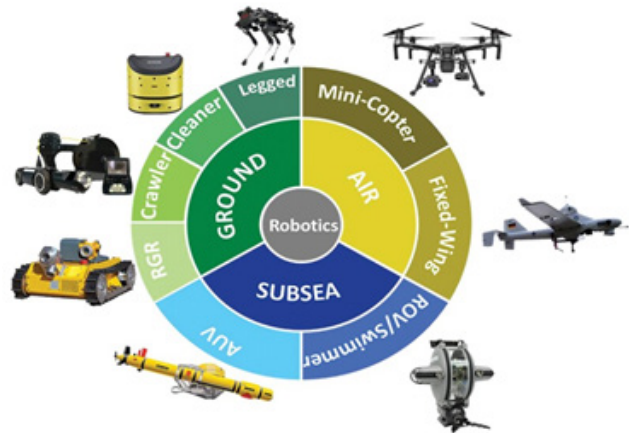 Legged
Mini-Copter
Cleaner
Crawler
GROUND
AIR
Fixed-Wing
Robotics
RGR
SUBSEA
AUV
ROV/Swimmer